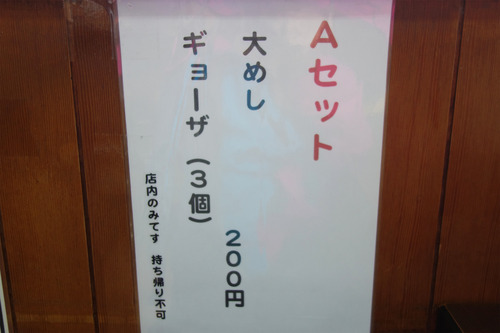 Aセット
大めし
ギョーザ(3個)
200円
店内のみてす 持ち帰り不可